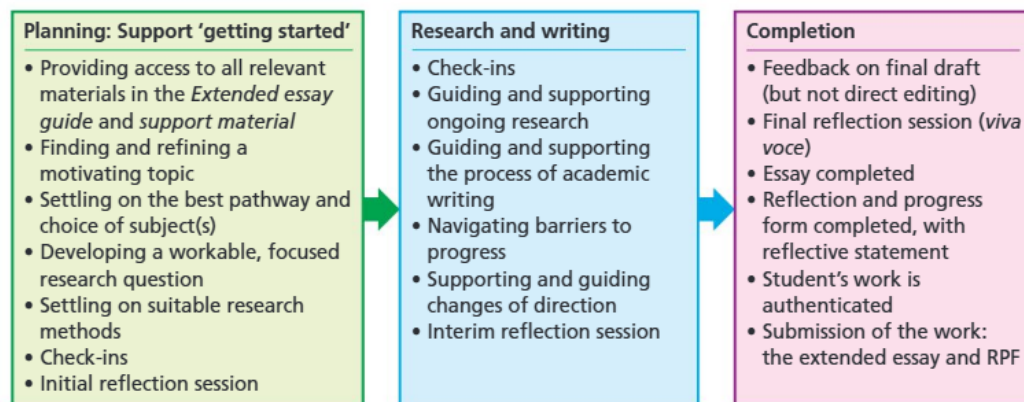 Planning: Support ‘getting started’
• Providing access to all relevant
materials in the Extended essay
guide and support material
• Finding and refining a
motivating topic
• Settling on the best pathway and
choice of subject(s)
• Developing a workable, focused
research question
• Settling on suitable research
methods
• Check-ins
• Initial reflection session
Research and writing
• Check-ins
• Guiding and supporting
ongoing research
• Guiding and supporting
the process of academic
writing
• Navigating barriers to
progress
• Supporting and guiding
changes of direction
• Interim reflection session
Completion
• Feedback on final draft
(but not direct editing)
• Final reflection session (viva
voce)
• Essay completed
• Reflection and progress
form completed, with
reflective statement
• Student’s work is
authenticated
• Submission of the work:
the extended essay and RPF